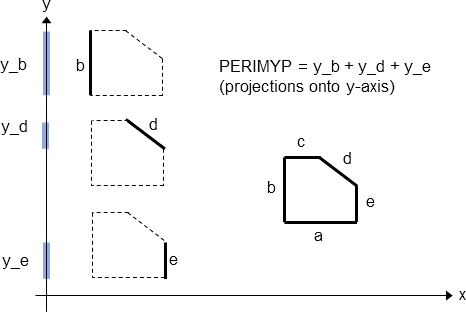 y
y_b
b
PERIMYP = y_b + y_d + y_e
(projections onto y-axis)
y_d
d
c
d
b
e
a
y_e
e
x